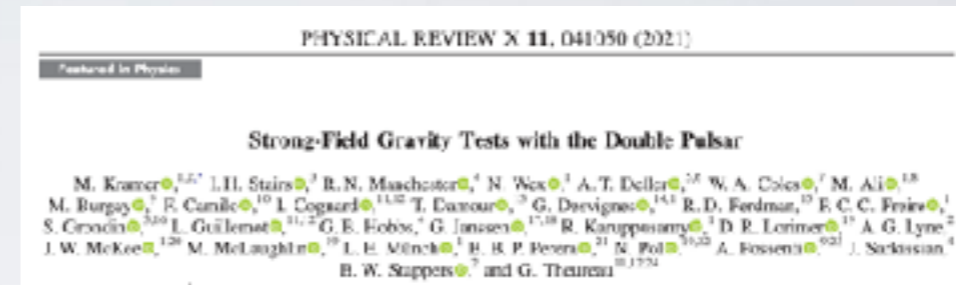 PHYSICAL REVIEW X 11, 041050 (2021)
Featured in Physics
Strong-Field Gravity Tests with the Double Pulsar
M. Kramer, I.H. Stairs, R.N. Manchester, N. Wex, A.T. Deller, W.A. Coles, M. Ali,
M. Burgay, F. Camilo, I. Cognard, T. Damour, G. Desvignes, R.D. Ferdman, P.C.C. Freire,
S. Grondin, L. Guillemot, G.B. Hobbs, G. Janssen, R. Karuppusamy, D.R. Lorimer, A.G. Lyne,
J.W. McKee, M. McLaughlin, L.E. Münch, B.B.P. Perera, N. Pol, A. Possenti, J. Sarkissian,
B.W. Stappers, and G. Theureau